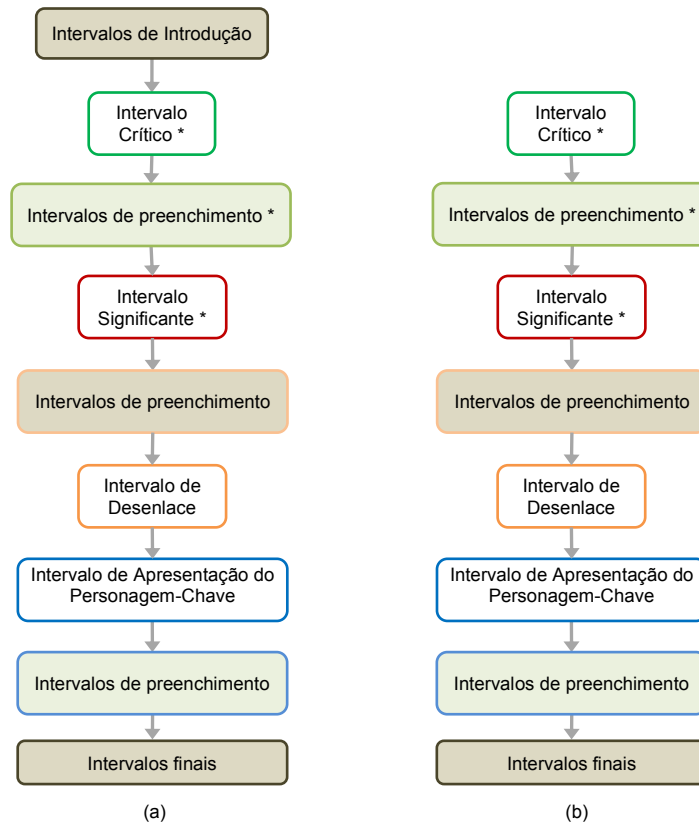 Intervalos de Introdução
Intervalo
Crítico *
Intervalos de preenchimento *
Intervalo
Significante *
Intervalos de preenchimento
Intervalo de
Desenlace
Intervalo de Apresentação do
Personagem-Chave
Intervalos de preenchimento
Intervalos finais
(a)
Intervalo
Crítico *
Intervalos de preenchimento *
Intervalo
Significante *
Intervalos de preenchimento
Intervalo de
Desenlace
Intervalo de Apresentação do
Personagem-Chave
Intervalos de preenchimento
Intervalos finais
(b)